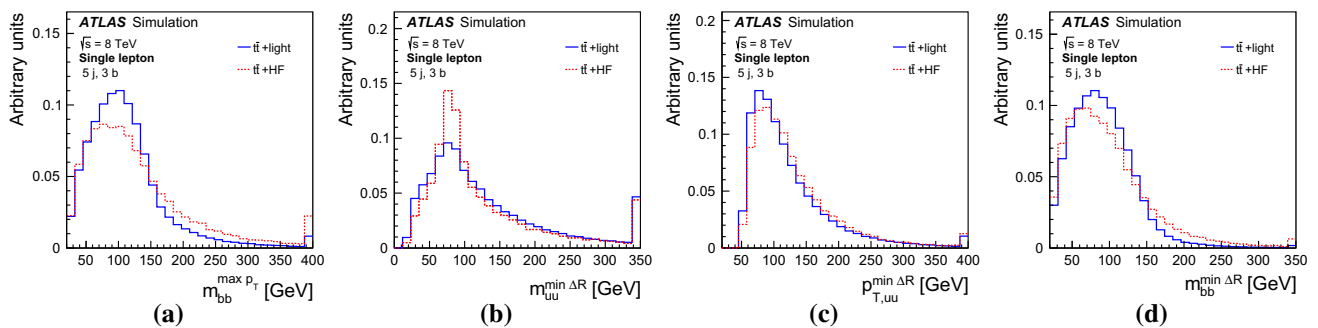 Arbitrary units
ATLAS Simulation
√s = 8 TeV
Single lepton
5 j, 3 b
tt̄+light
tt̄+HF
0.15
0.1
0.05
0
50 100 150 200 250 300 350 400
m_bb^max p_T [GeV]
(a)
Arbitrary units
ATLAS Simulation
√s = 8 TeV
Single lepton
5 j, 3 b
tt̄+light
tt̄+HF
0.2
0.15
0.1
0.05
0
0 50 100 150 200 250 300 350
m_uu^min ΔR [GeV]
(b)
Arbitrary units
ATLAS Simulation
√s = 8 TeV
Single lepton
5 j, 3 b
tt̄+light
tt̄+HF
0.2
0.15
0.1
0.05
0
50 100 150 200 250 300 350 400
p_T,uu^min ΔR [GeV]
(c)
Arbitrary units
ATLAS Simulation
√s = 8 TeV
Single lepton
5 j, 3 b
tt̄+light
tt̄+HF
0.15
0.1
0.05
0
50 100 150 200 250 300 350
m_bb^min ΔR [GeV]
(d)